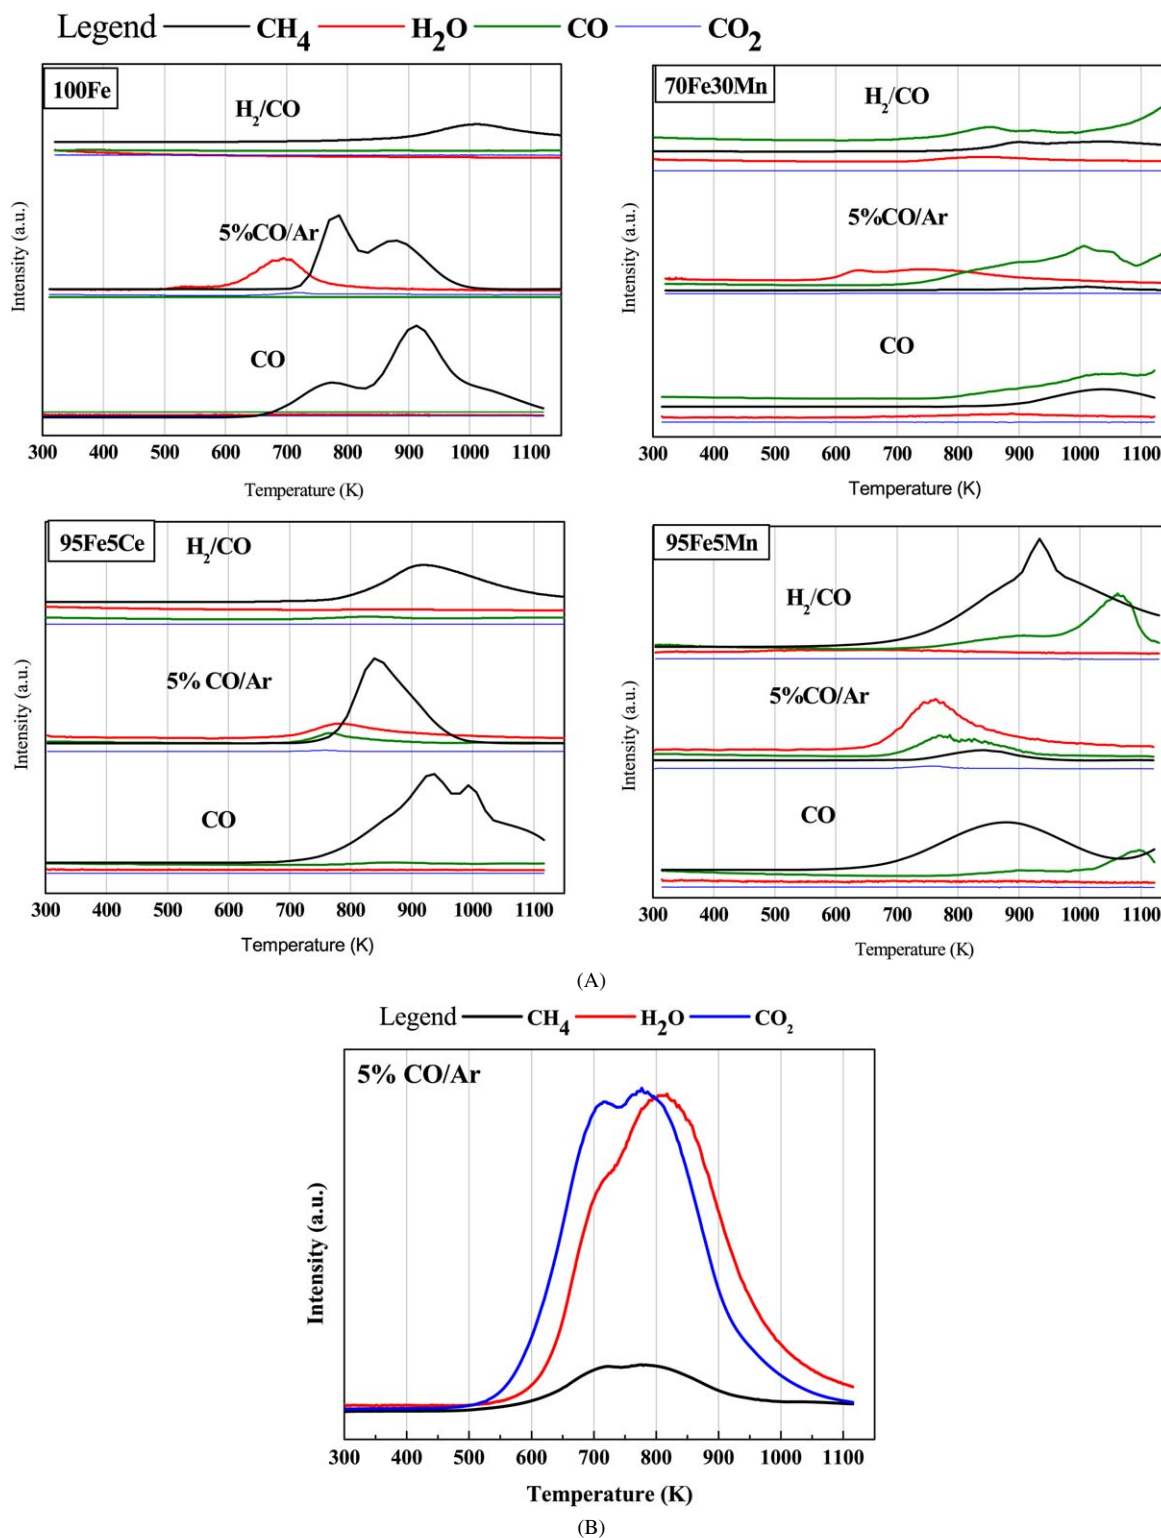 Legend CH4 H2O CO CO2
100Fe
H2/CO
5%CO/Ar
CO
Intensity (a.u.)
300 400 500 600 700 800 900 1000 1100
Temperature (K)
70Fe30Mn
H2/CO
5%CO/Ar
CO
Intensity (a.u.)
300 400 500 600 700 800 900 1000 1100
Temperature (K)
95Fe5Ce
H2/CO
5% CO/Ar
CO
Intensity (a.u.)
300 400 500 600 700 800 900 1000 1100
Temperature (K)
95Fe5Mn
H2/CO
5%CO/Ar
CO
Intensity (a.u.)
300 400 500 600 700 800 900 1000 1100
Temperature (K)
(A)
Legend CH4 H2O CO2
5% CO/Ar
Intensity (a.u.)
300 400 500 600 700 800 900 1000 1100
Temperature (K)
(B)